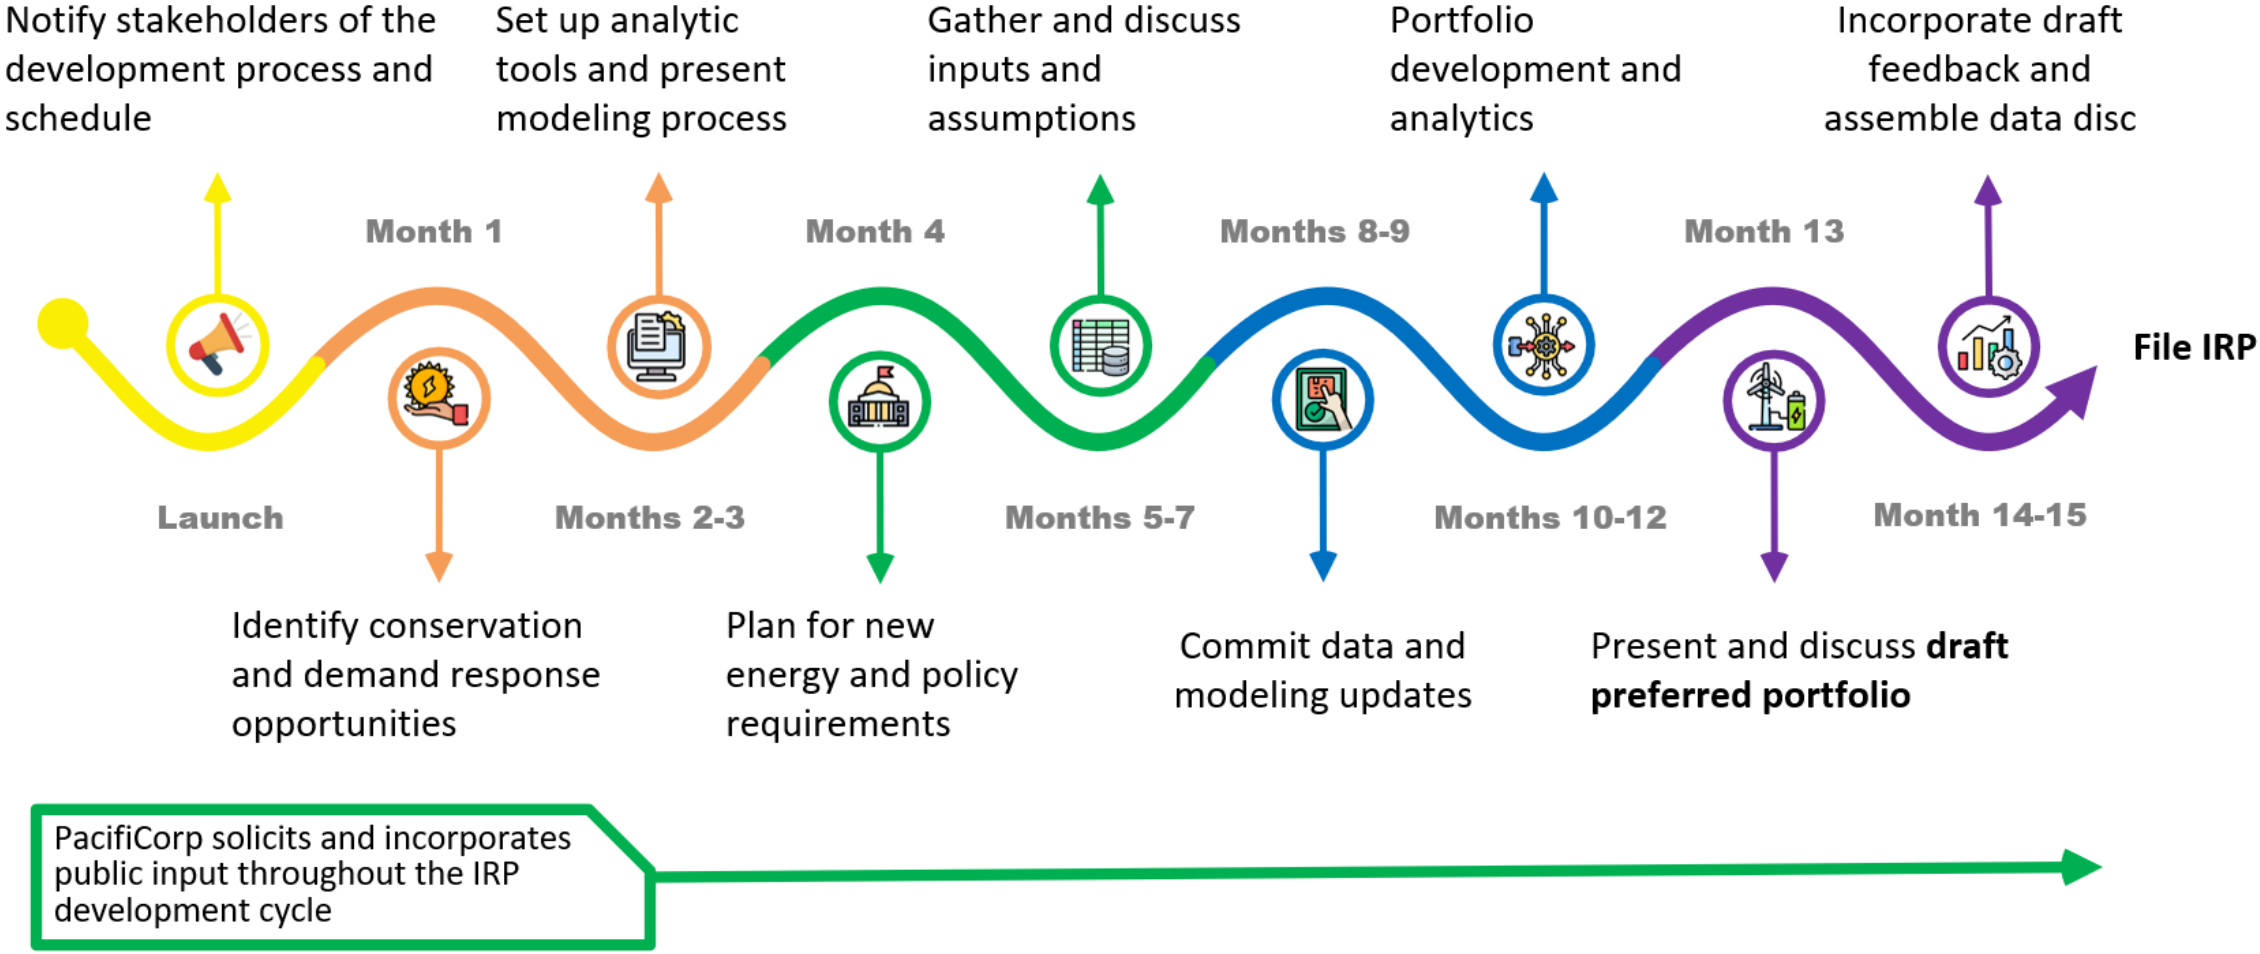 Notify stakeholders of the
development process and
schedule
Set up analytic
tools and present
modeling process
Gather and discuss
inputs and
assumptions
Portfolio
development and
analytics
Incorporate draft
feedback and
assemble data disc
Month 1
Month 4
Months 8-9
Month 13
File IRP
Launch
Months 2-3
Months 5-7
Months 10-12
Month 14-15
Identify conservation
and demand response
opportunities
Plan for new
energy and policy
requirements
Commit data and
modeling updates
Present and discuss draft
preferred portfolio
PacifiCorp solicits and incorporates
public input throughout the IRP
development cycle